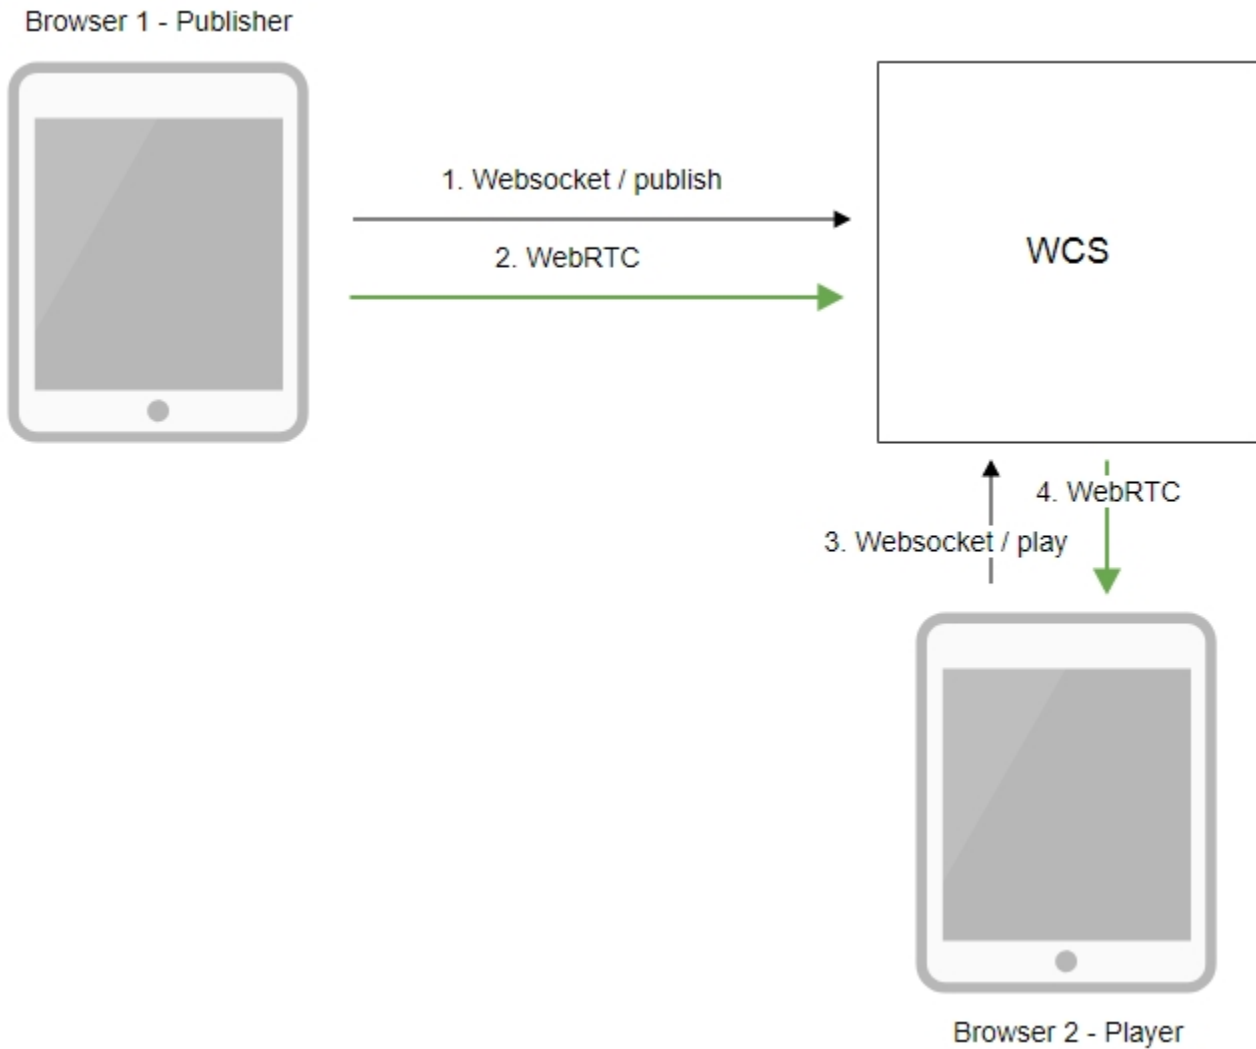 Browser 1 - Publisher
1. Websocket / publish
2. WebRTC
WCS
4. WebRTC
3. Websocket / play
Browser 2 - Player